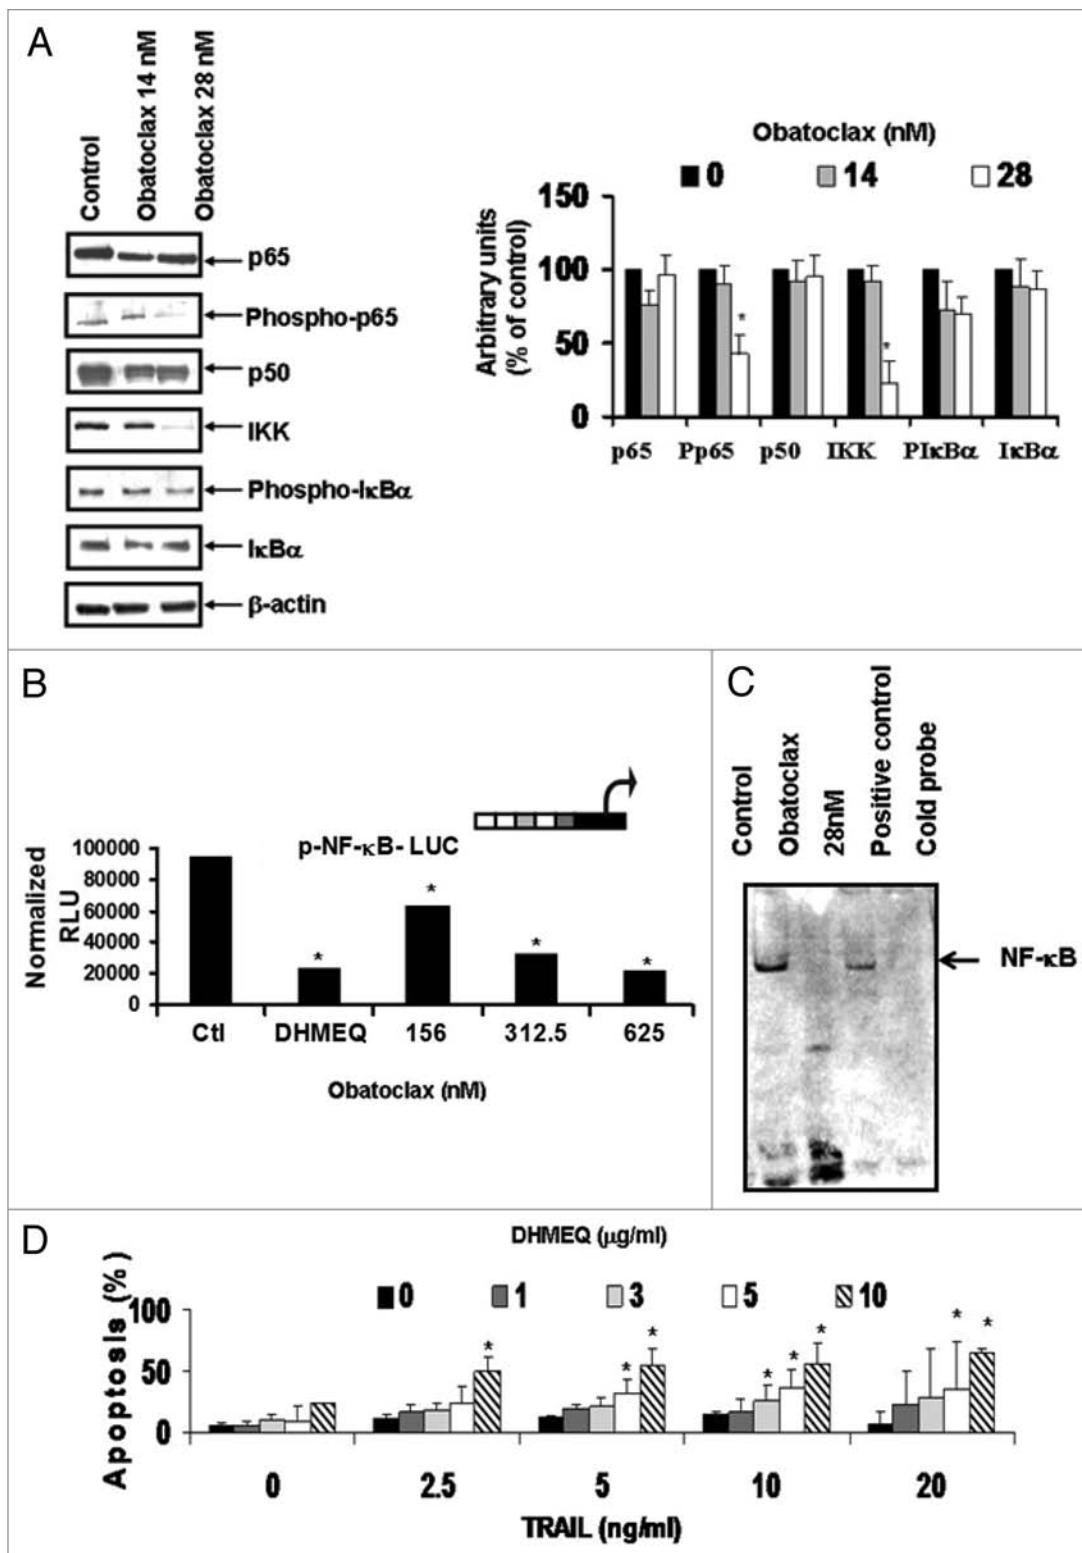 A
Control
Obatoclax 14 nM
Obatoclax 28 nM
p65
Phospho-p65
p50
IKK
Phospho-IκBα
IκBα
β-actin
Obatoclax (nM)
0 14 28
Arbitrary units
(% of control)
150
100
50
0
* *
p65 Pp65 p50 IKK PIκBα IκBα
B
p-NF-κB- LUC
Normalized
RLU
100000
80000
60000
40000
20000
0
* * * *
Ctl DHMEQ 156 312.5 625
Obatoclax (nM)
C
Control
Obatoclax
28nM
Positive control
Cold probe
NF-κB
D
DHMEQ (μg/ml)
0 1 3 5 10
Apoptosis (%)
100
50
0
* * * * * * * *
0 2.5 5 10 20
TRAIL (ng/ml)